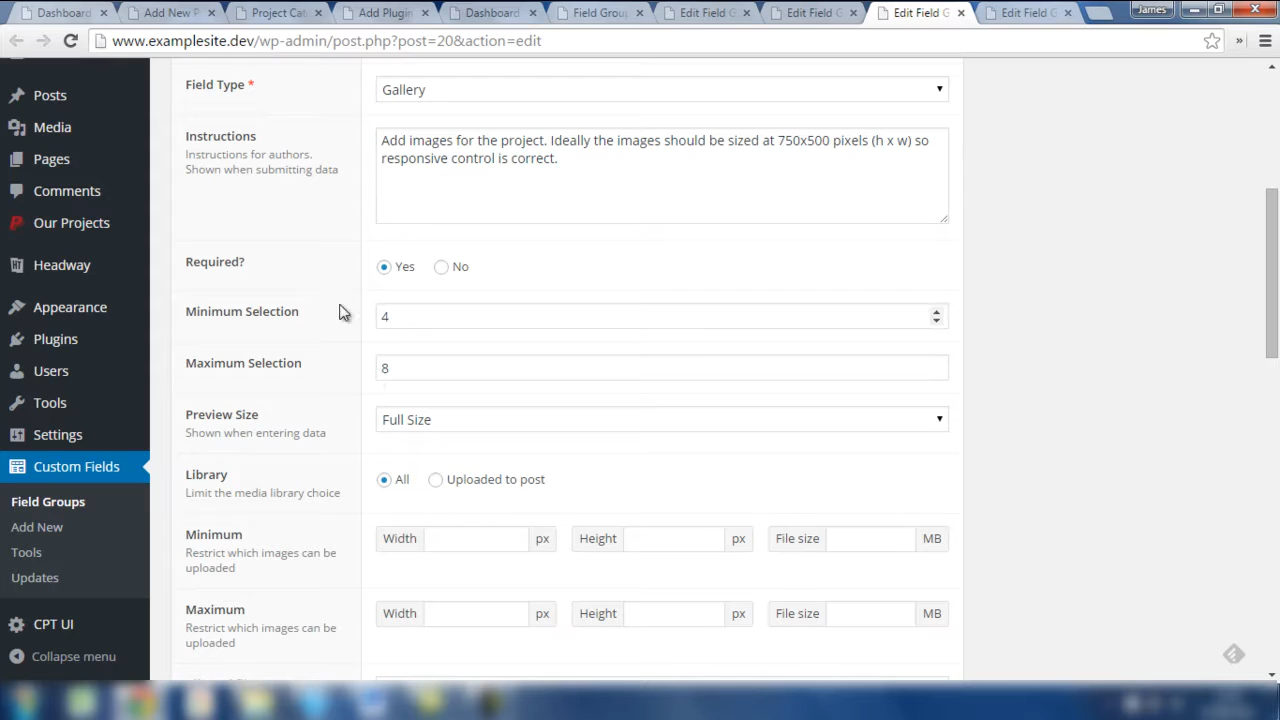 Dashboard
Add New P
Project Cat
Add Plugin
Dashboard
Field Grou
Edit Field G
Edit Field G
Edit Field G
Edit Field G
James
www.examplesite.dev/wp-admin/post.php?post=20&action=edit
Posts
Media
Pages
Comments
Our Projects
Headway
Appearance
Plugins
Users
Tools
Settings
Custom Fields
Field Groups
Add New
Tools
Updates
CPT UI
Collapse menu
Field Type *
Gallery
Instructions
Instructions for authors.
Shown when submitting data
Add images for the project. Ideally the images should be sized at 750x500 pixels (h x w) so
responsive control is correct.
Required?
Yes No
Minimum Selection
4
Maximum Selection
8
Preview Size
Shown when entering data
Full Size
Library
Limit the media library choice
All Uploaded to post
Minimum
Restrict which images can be
uploaded
Width px Height px File size MB
Maximum
Restrict which images can be
uploaded
Width px Height px File size MB